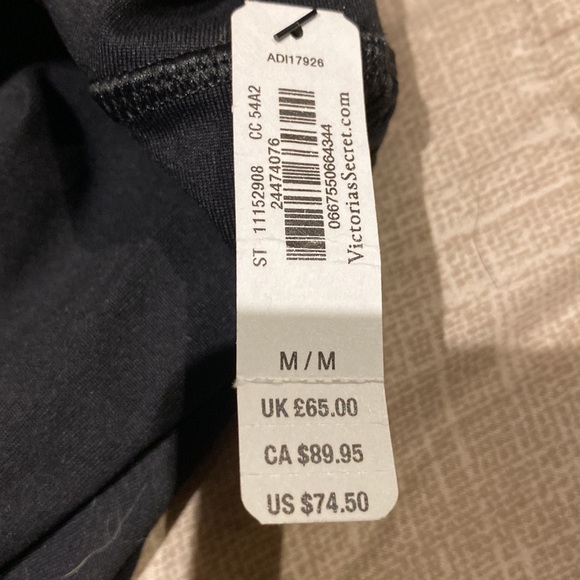 ADI17926
ST 11152908 CC 54A2
24474076
0667550664344
VictoriasSecret.com
M / M
UK £65.00
CA $89.95
US $74.50